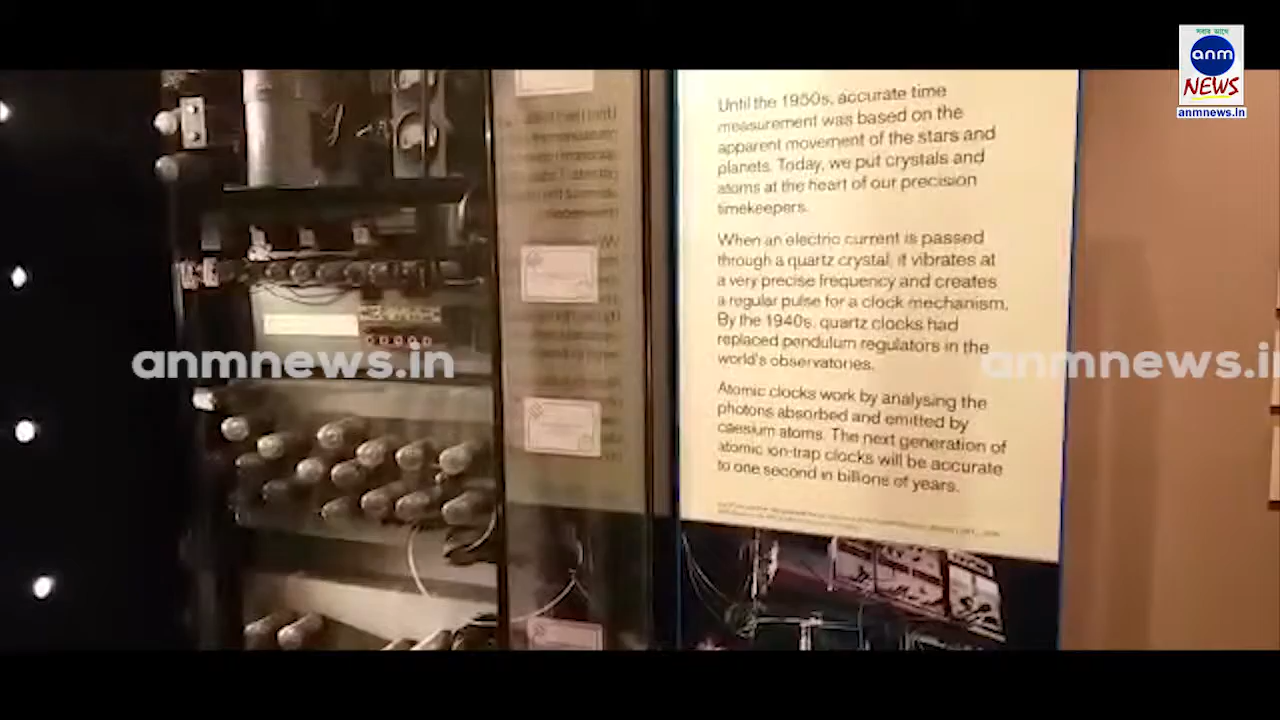 সবার আগে
anm
NEWS
anmnews.in
Until the 1950s, accurate time
measurement was based on the
apparent movement of the stars and
planets. Today, we put crystals and
atoms at the heart of our precision
timekeepers.
When an electric current is passed
through a quartz crystal, it vibrates at
a very precise frequency and creates
a regular pulse for a clock mechanism.
By the 1940s, quartz clocks had
replaced pendulum regulators in the
world's observatories.
Atomic clocks work by analysing the
photons absorbed and emitted by
caesium atoms. The next generation of
atomic ion-trap clocks will be accurate
to one second in billions of years.
anmnews.in
anmnews.in